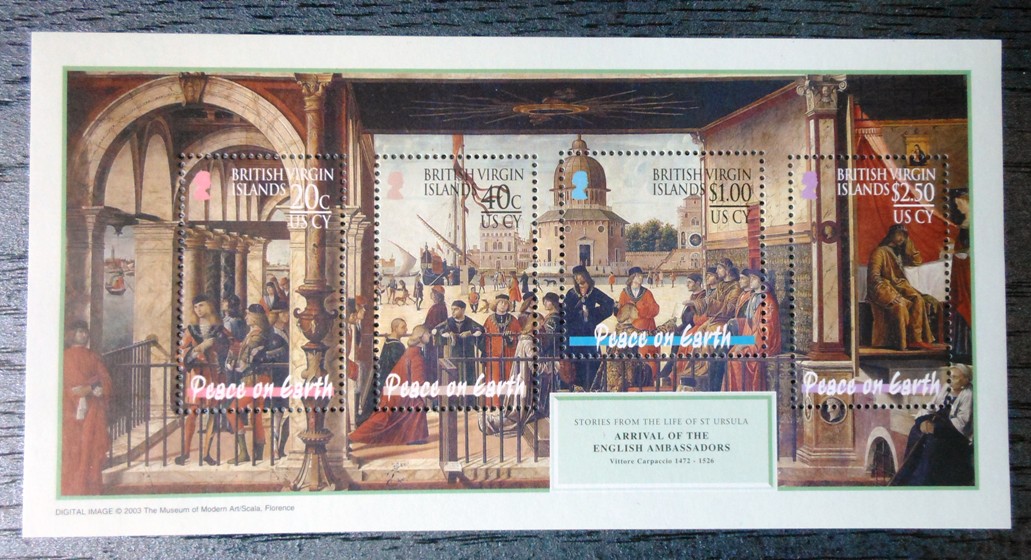 BRITISH VIRGIN
ISLANDS 20c
US CY
Peace on Earth
BRITISH VIRGIN
ISLANDS 40c
US CY
Peace on Earth
BRITISH VIRGIN
ISLANDS $1.00
US CY
Peace on Earth
BRITISH VIRGIN
ISLANDS $2.50
US CY
Peace on Earth
STORIES FROM THE LIFE OF ST URSULA
ARRIVAL OF THE
ENGLISH AMBASSADORS
Vittore Carpaccio 1472 - 1526
DIGITAL IMAGE © 2003 The Museum of Modern Art/Scala, Florence